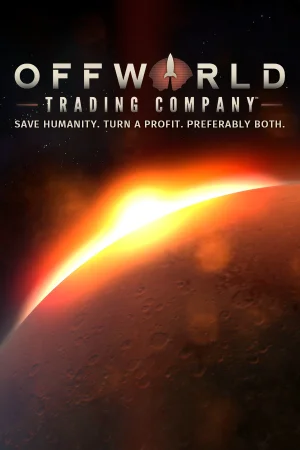 OFFWORLD
TRADING COMPANY
SAVE HUMANITY. TURN A PROFIT. PREFERABLY BOTH.